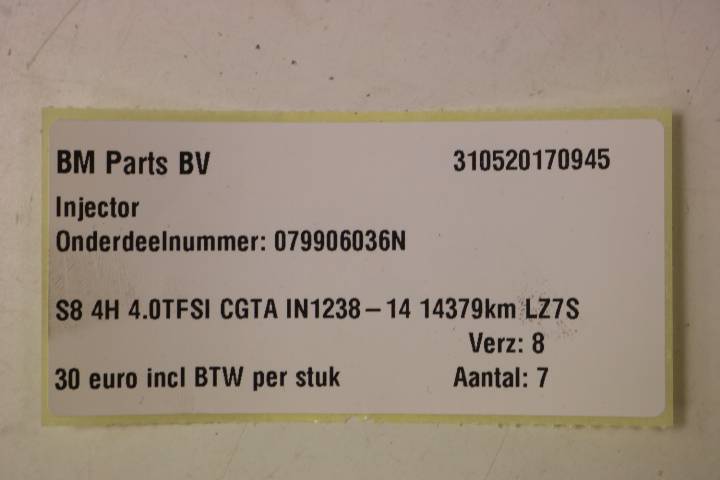 BM Parts BV 310520170945
Injector
Onderdeelnummer: 079906036N
S8 4H 4.0TFSI CGTA IN1238-14 14379km LZ7S
Verz: 8
30 euro incl BTW per stuk Aantal: 7